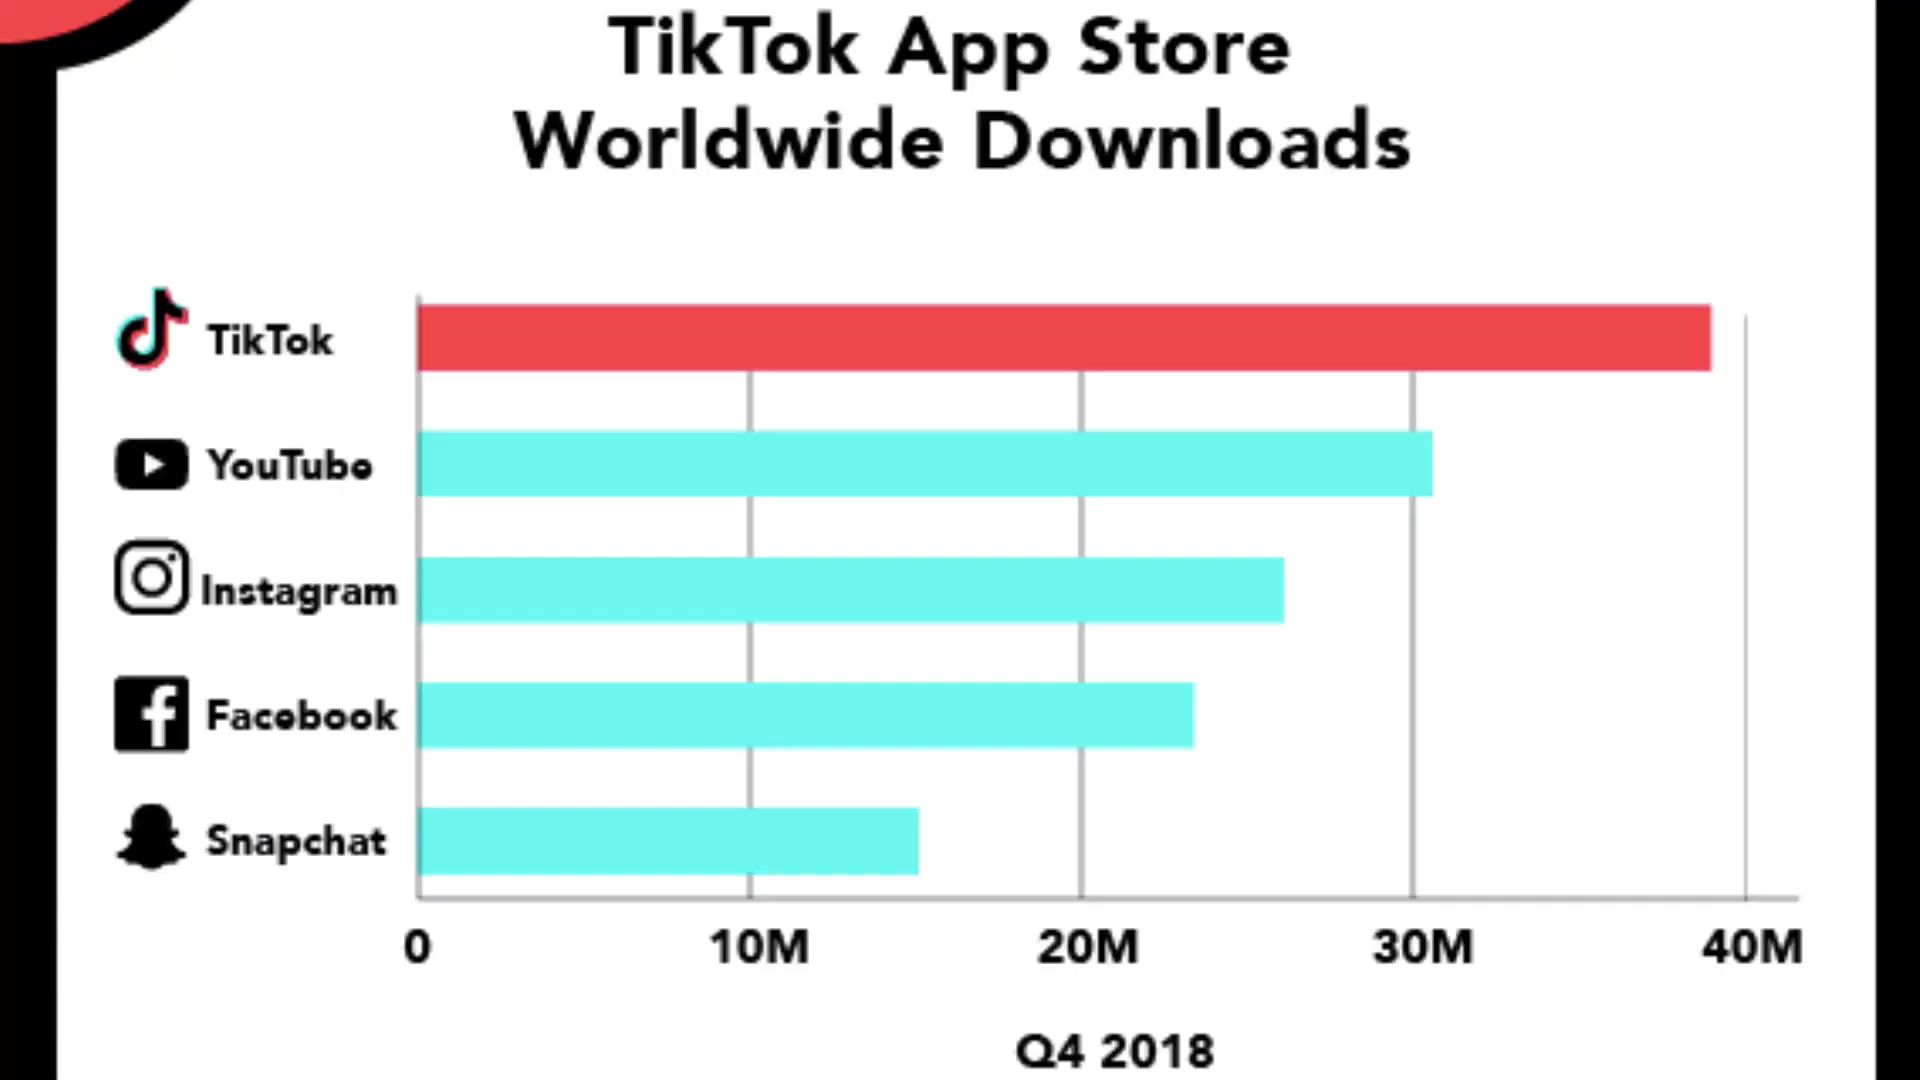 TikTok App Store
Worldwide Downloads
TikTok
YouTube
Instagram
Facebook
Snapchat
0 10M 20M 30M 40M
Q4 2018